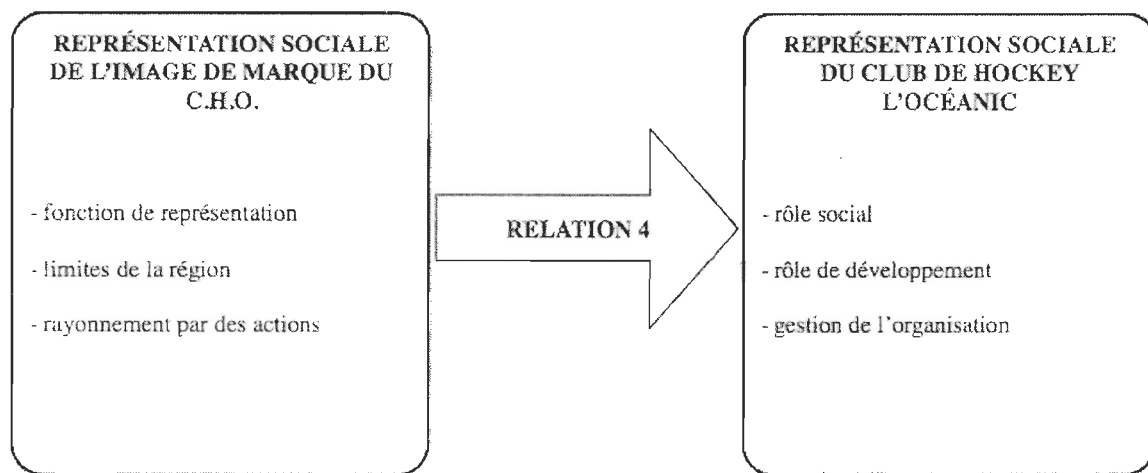 REPRÉSENTATION SOCIALE
DE L'IMAGE DE MARQUE DU
C.H.O.
- fonction de représentation
- limites de la région
- rayonnement par des actions
RELATION 4
REPRÉSENTATION SOCIALE
DU CLUB DE HOCKEY
L'OCÉANIC
- rôle social
- rôle de développement
- gestion de l'organisation